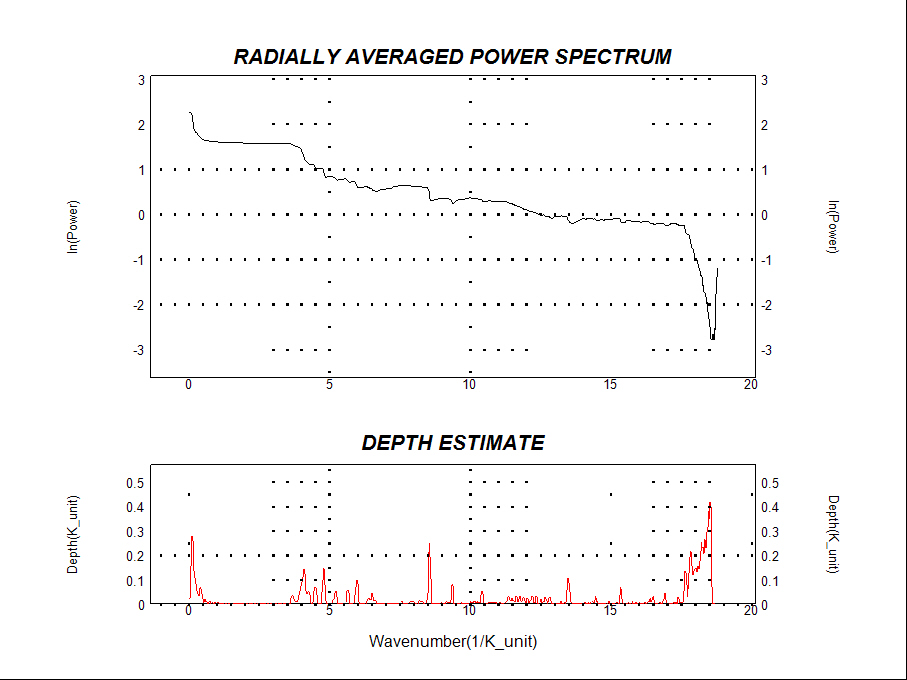 RADIALLY AVERAGED POWER SPECTRUM
3 3
2 2
1 1
0 0
-1 -1
-2 -2
-3 -3
ln(Power)
ln(Power)
0 5 10 15 20
DEPTH ESTIMATE
0.5 0.5
0.4 0.4
0.3 0.3
0.2 0.2
0.1 0.1
0 0
Depth(K_unit)
Depth(K_unit)
0 5 10 15 20
Wavenumber(1/K_unit)